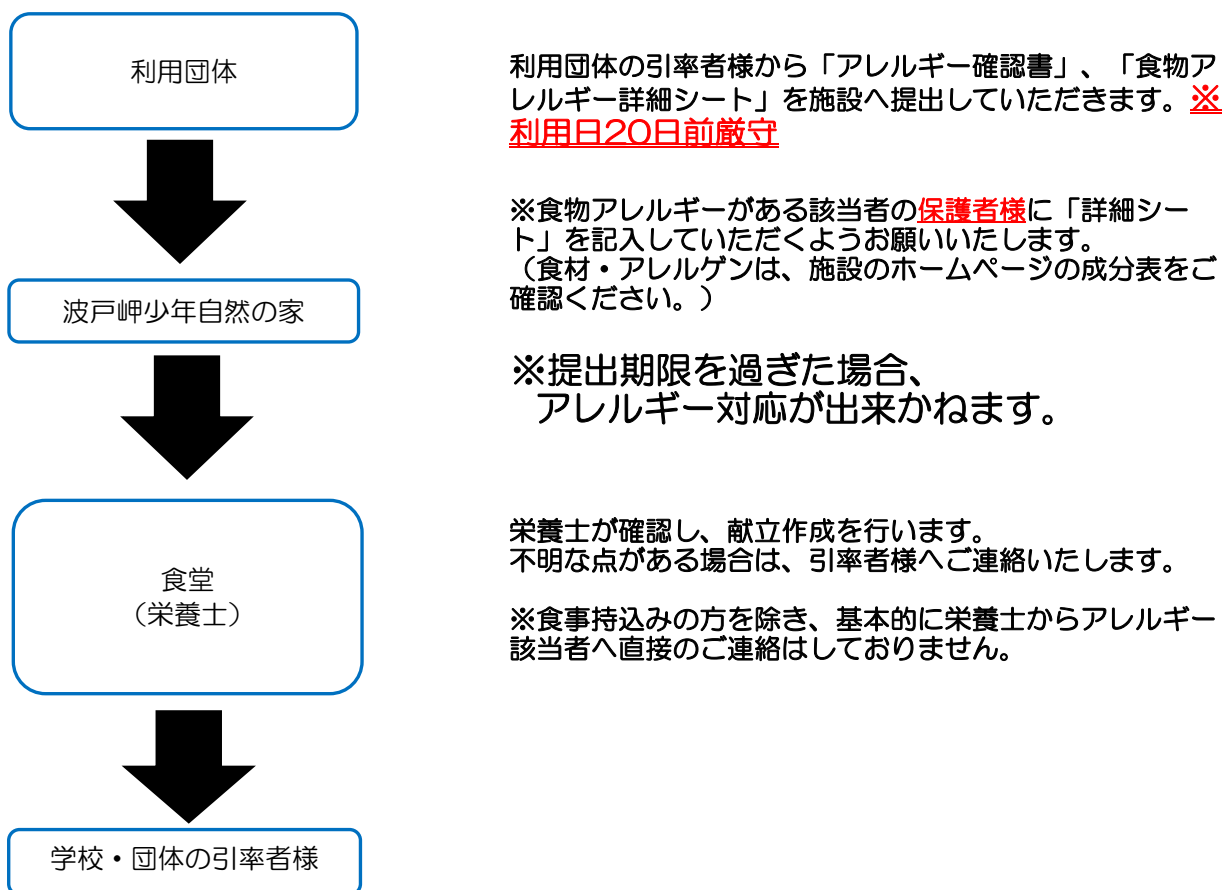 利用団体
利用団体の引率者様から「アレルギー確認書」、「食物ア
レルギー詳細シート」を施設へ提出していただきます。※
利用日20日前厳守
※食物アレルギーがある該当者の保護者様に「詳細シー
ト」を記入していただくようお願いいたします。
（食材・アレルゲンは、施設のホームページの成分表をご
確認ください。）
波戸岬少年自然の家
※提出期限を過ぎた場合、
アレルギー対応が出来かねます。
食堂
（栄養士）
栄養士が確認し、献立作成を行います。
不明な点がある場合は、引率者様へご連絡いたします。
※食事持込みの方を除き、基本的に栄養士からアレルギー
該当者へ直接のご連絡はしておりません。
学校・団体の引率者様